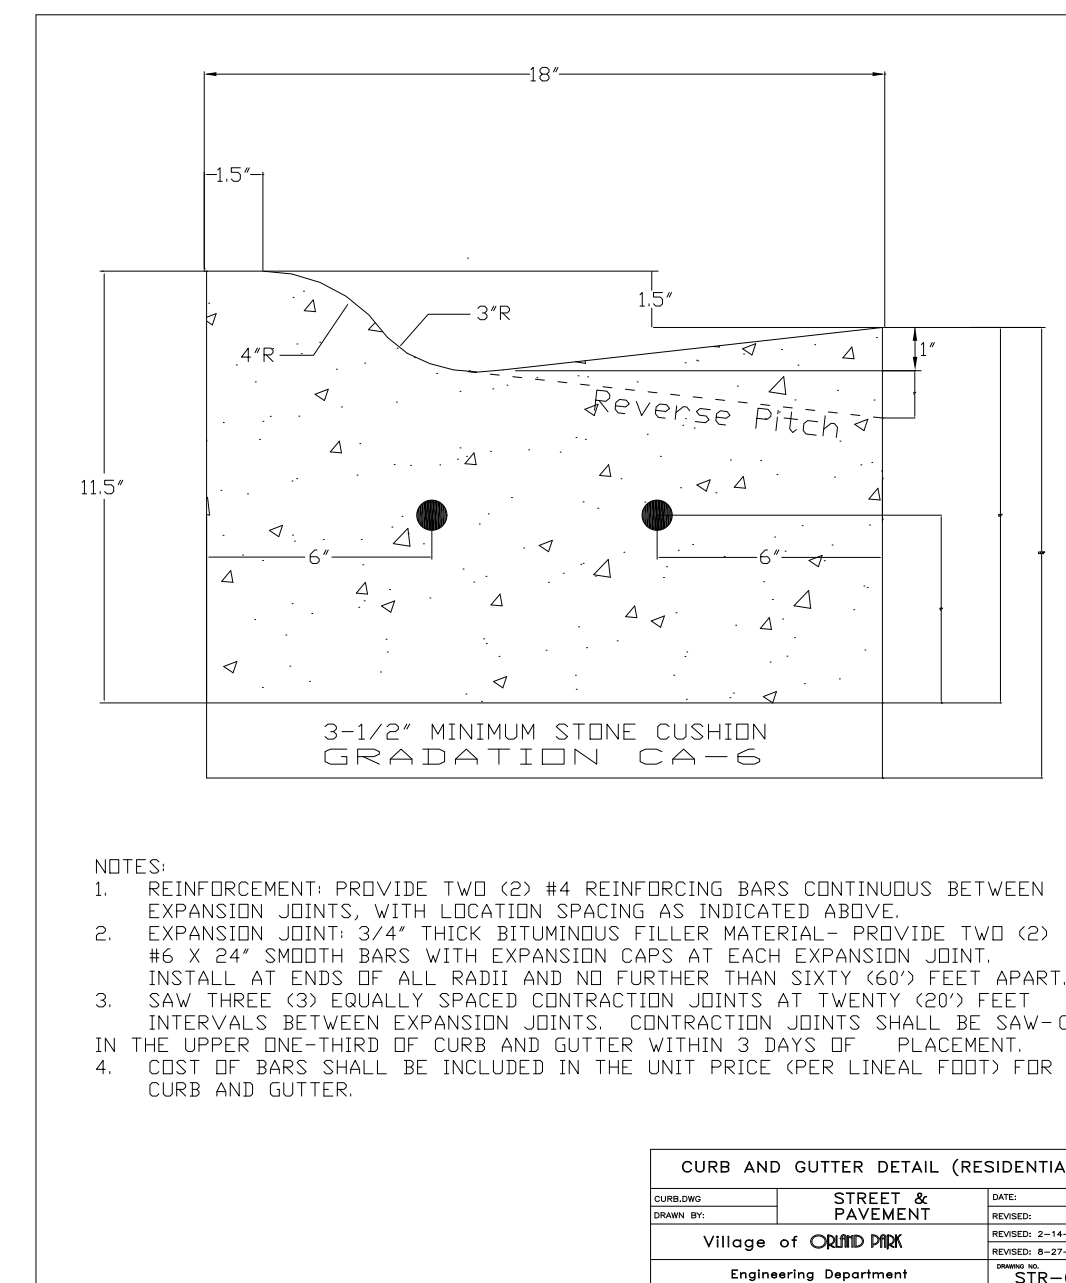 18"
1.5"
1.5"
3"R
4"R
1"
Reverse Pitch
11.5"
6"
6"
3-1/2" MINIMUM STONE CUSHION
GRADATION CA-6
NOTES:
1. REINFORCEMENT: PROVIDE TWO (2) #4 REINFORCING BARS CONTINUOUS BETWEEN
EXPANSION JOINTS, WITH LOCATION SPACING AS INDICATED ABOVE.
2. EXPANSION JOINT: 3/4" THICK BITUMINOUS FILLER MATERIAL- PROVIDE TWO (2)
#6 X 24" SMOOTH BARS WITH EXPANSION CAPS AT EACH EXPANSION JOINT.
INSTALL AT ENDS OF ALL RADII AND NO FURTHER THAN SIXTY (60') FEET APART.
3. SAW THREE (3) EQUALLY SPACED CONTRACTION JOINTS AT TWENTY (20') FEET
INTERVALS BETWEEN EXPANSION JOINTS. CONTRACTION JOINTS SHALL BE SAW-
IN THE UPPER ONE-THIRD OF CURB AND GUTTER WITHIN 3 DAYS OF PLACEMENT.
4. COST OF BARS SHALL BE INCLUDED IN THE UNIT PRICE (PER LINEAL FOOT) FOR
CURB AND GUTTER.
CURB AND GUTTER DETAIL (RESIDENTIA
CURB.DWG
STREET &
DATE:
DRAWN BY:
PAVEMENT
REVISED:
Village of ORLAND PARK
REVISED: 2-14-
REVISED: 8-27-
Engineering Department
DRAWING NO.
STR-